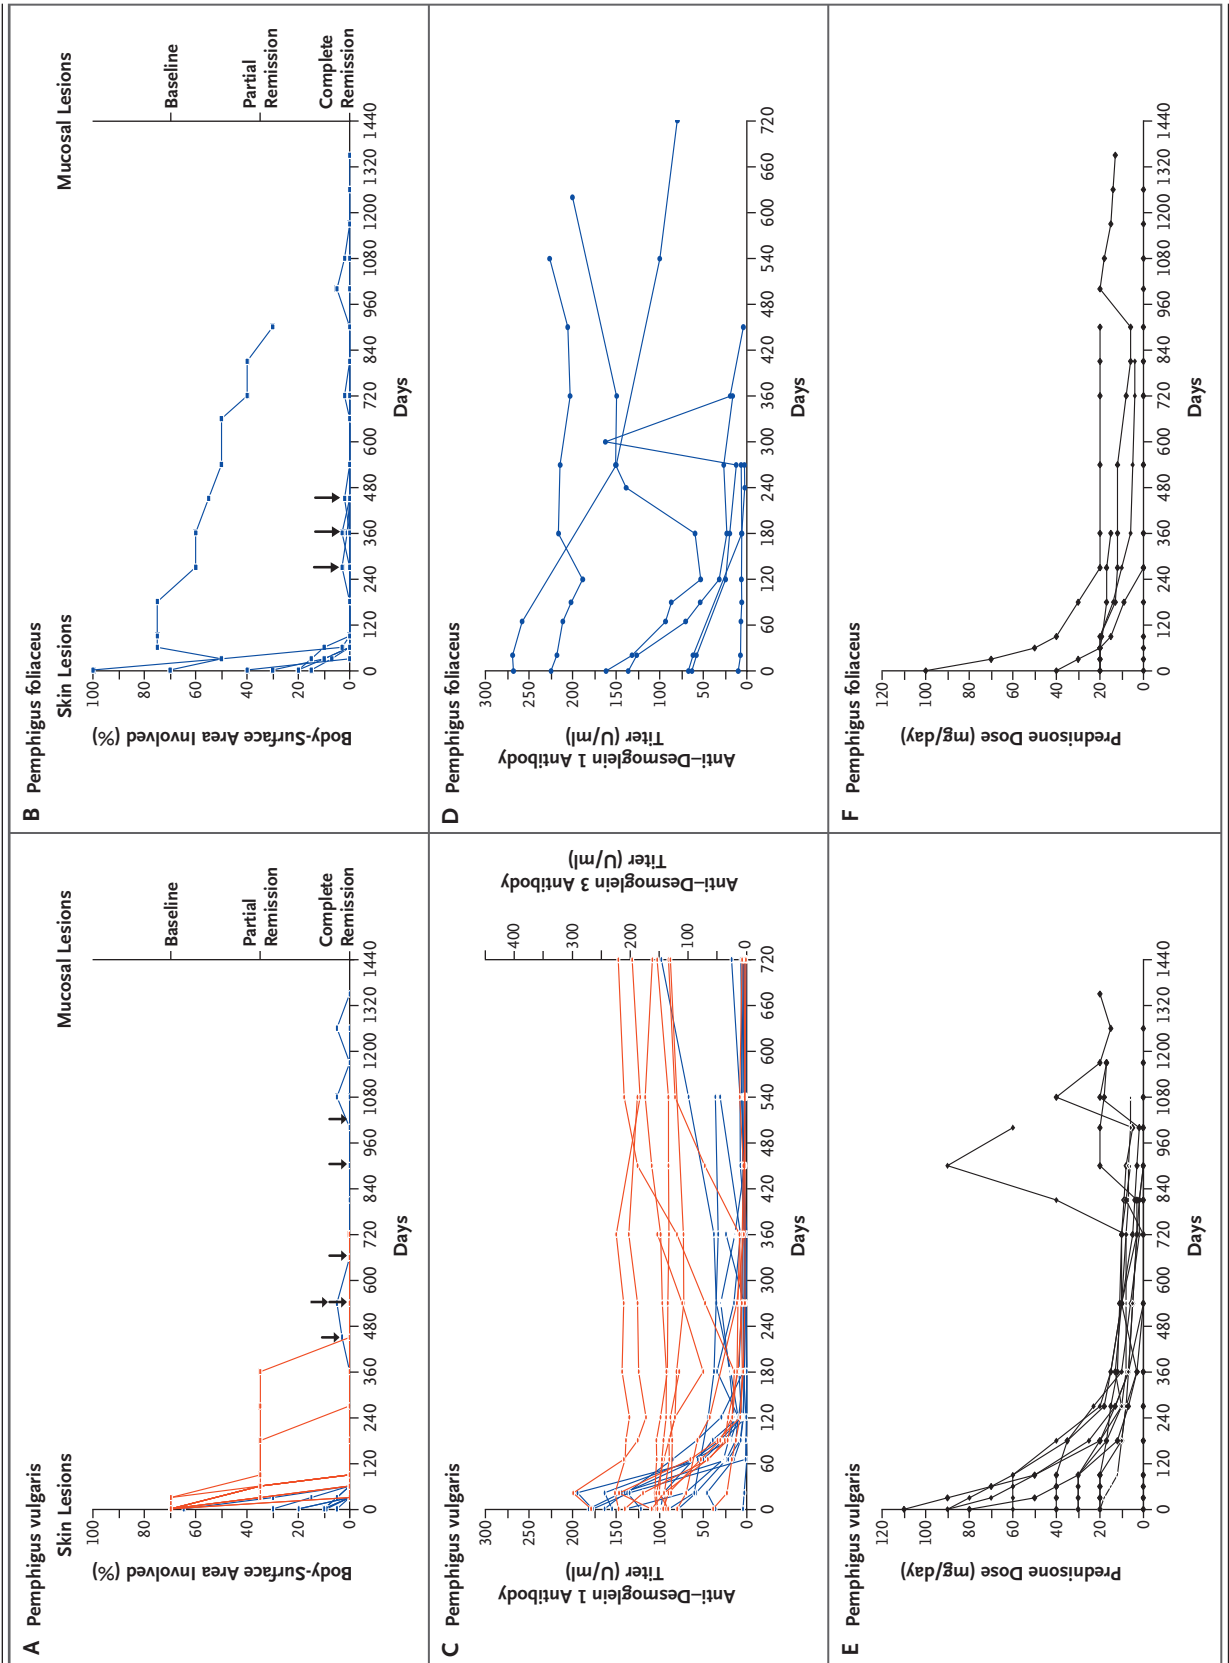 A Pemphigus vulgaris
Skin Lesions
Mucosal Lesions
Body-Surface Area Involved (%)
100
80
60
40
20
0
0 120 240 360 480 600 720 840 960 1080 1200 1320 1440
Days
Baseline
Partial
Remission
Complete
Remission
B Pemphigus foliaceus
Skin Lesions
Mucosal Lesions
Body-Surface Area Involved (%)
100
80
60
40
20
0
0 120 240 360 480 600 720 840 960 1080 1200 1320 1440
Days
Baseline
Partial
Remission
Complete
Remission
C Pemphigus vulgaris
Anti–Desmoglein 1 Antibody
Titer (U/ml)
300
250
200
150
100
50
0
0 60 120 180 240 300 360 420 450 540 600 660 720
Days
400
300
200
100
0
Anti–Desmoglein 3 Antibody
Titer (U/ml)
D Pemphigus foliaceus
Anti–Desmoglein 1 Antibody
Titer (U/ml)
300
250
200
150
100
50
0
0 60 120 180 240 300 360 420 450 540 600 660 720
Days
E Pemphigus vulgaris
Prednisone Dose (mg/day)
120
100
80
60
40
20
0
0 120 240 360 480 600 720 840 960 1080 1200 1320 1440
Days
F Pemphigus foliaceus
Prednisone Dose (mg/day)
120
100
80
60
40
20
0
0 120 240 360 480 600 720 840 960 1080 1200 1320 1440
Days